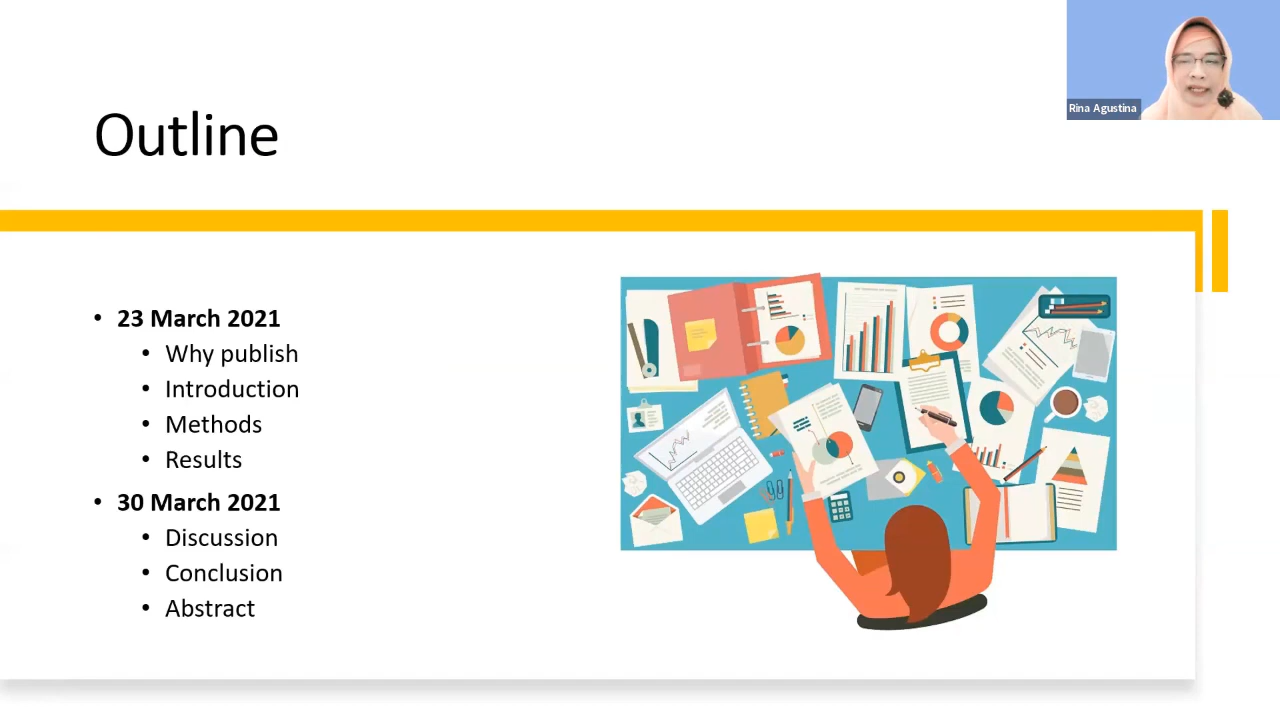 Rina Agustina
Outline
• 23 March 2021
• Why publish
• Introduction
• Methods
• Results
• 30 March 2021
• Discussion
• Conclusion
• Abstract